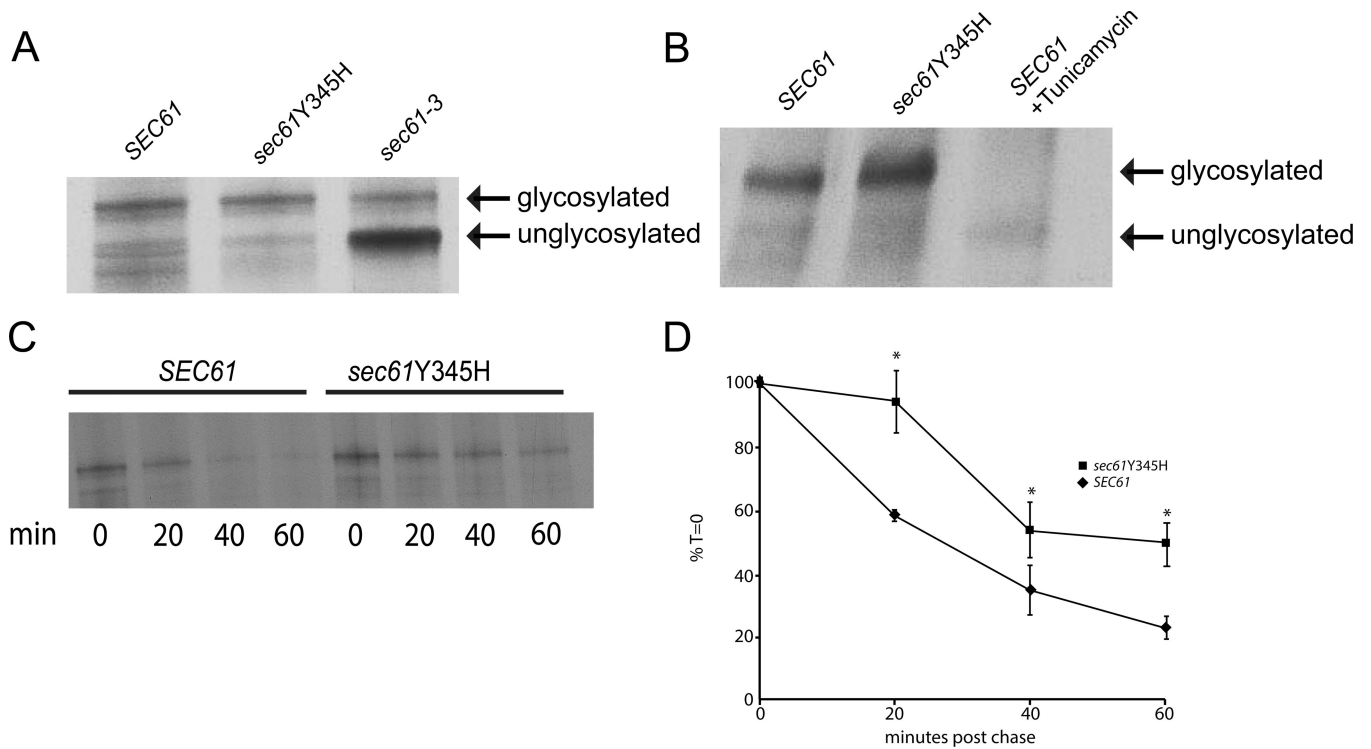 A
SEC61
sec61Y345H
sec61-3
glycosylated
unglycosylated
B
SEC61
sec61Y345H
SEC61
+Tunicamycin
glycosylated
unglycosylated
C
SEC61 sec61Y345H
min 0 20 40 60 0 20 40 60
D
% T=0
100
80
60
40
20
0
* * *
sec61Y345H
SEC61
0 20 40 60
minutes post chase